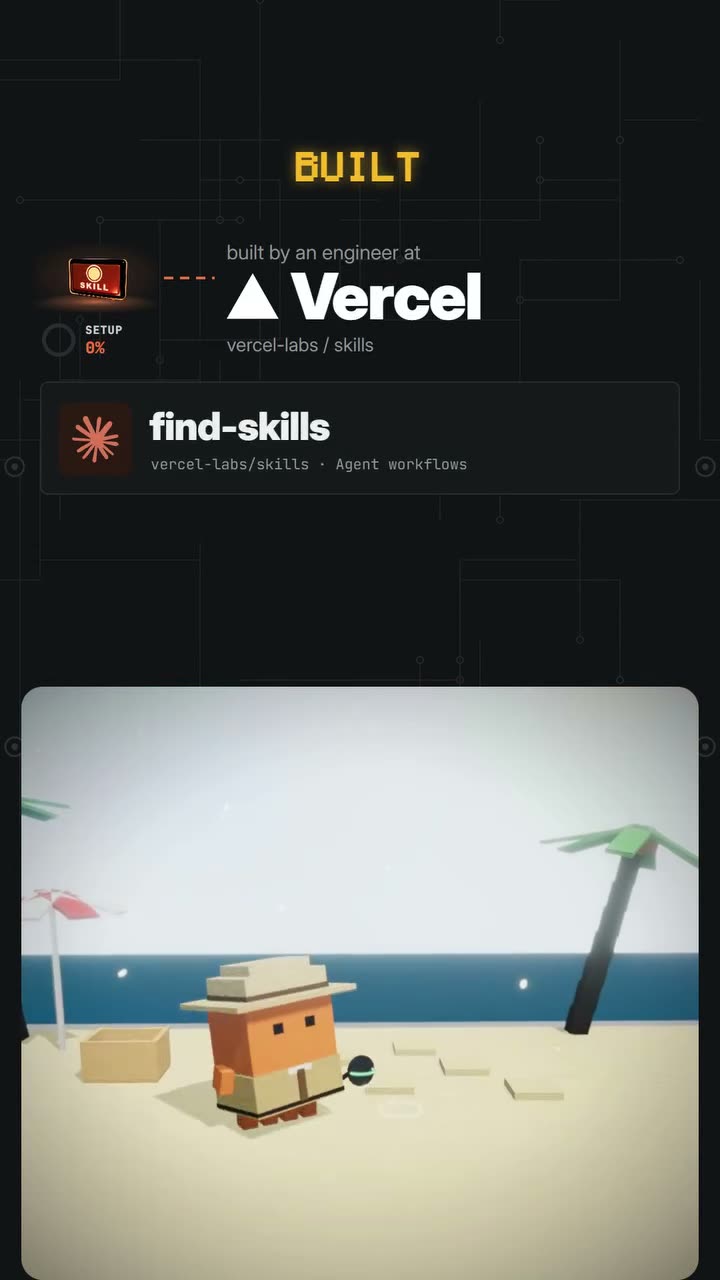 BUILT
built by an engineer at
Vercel
SKILL
SETUP
0%
vercel-labs / skills
find-skills
vercel-labs/skills · Agent workflows